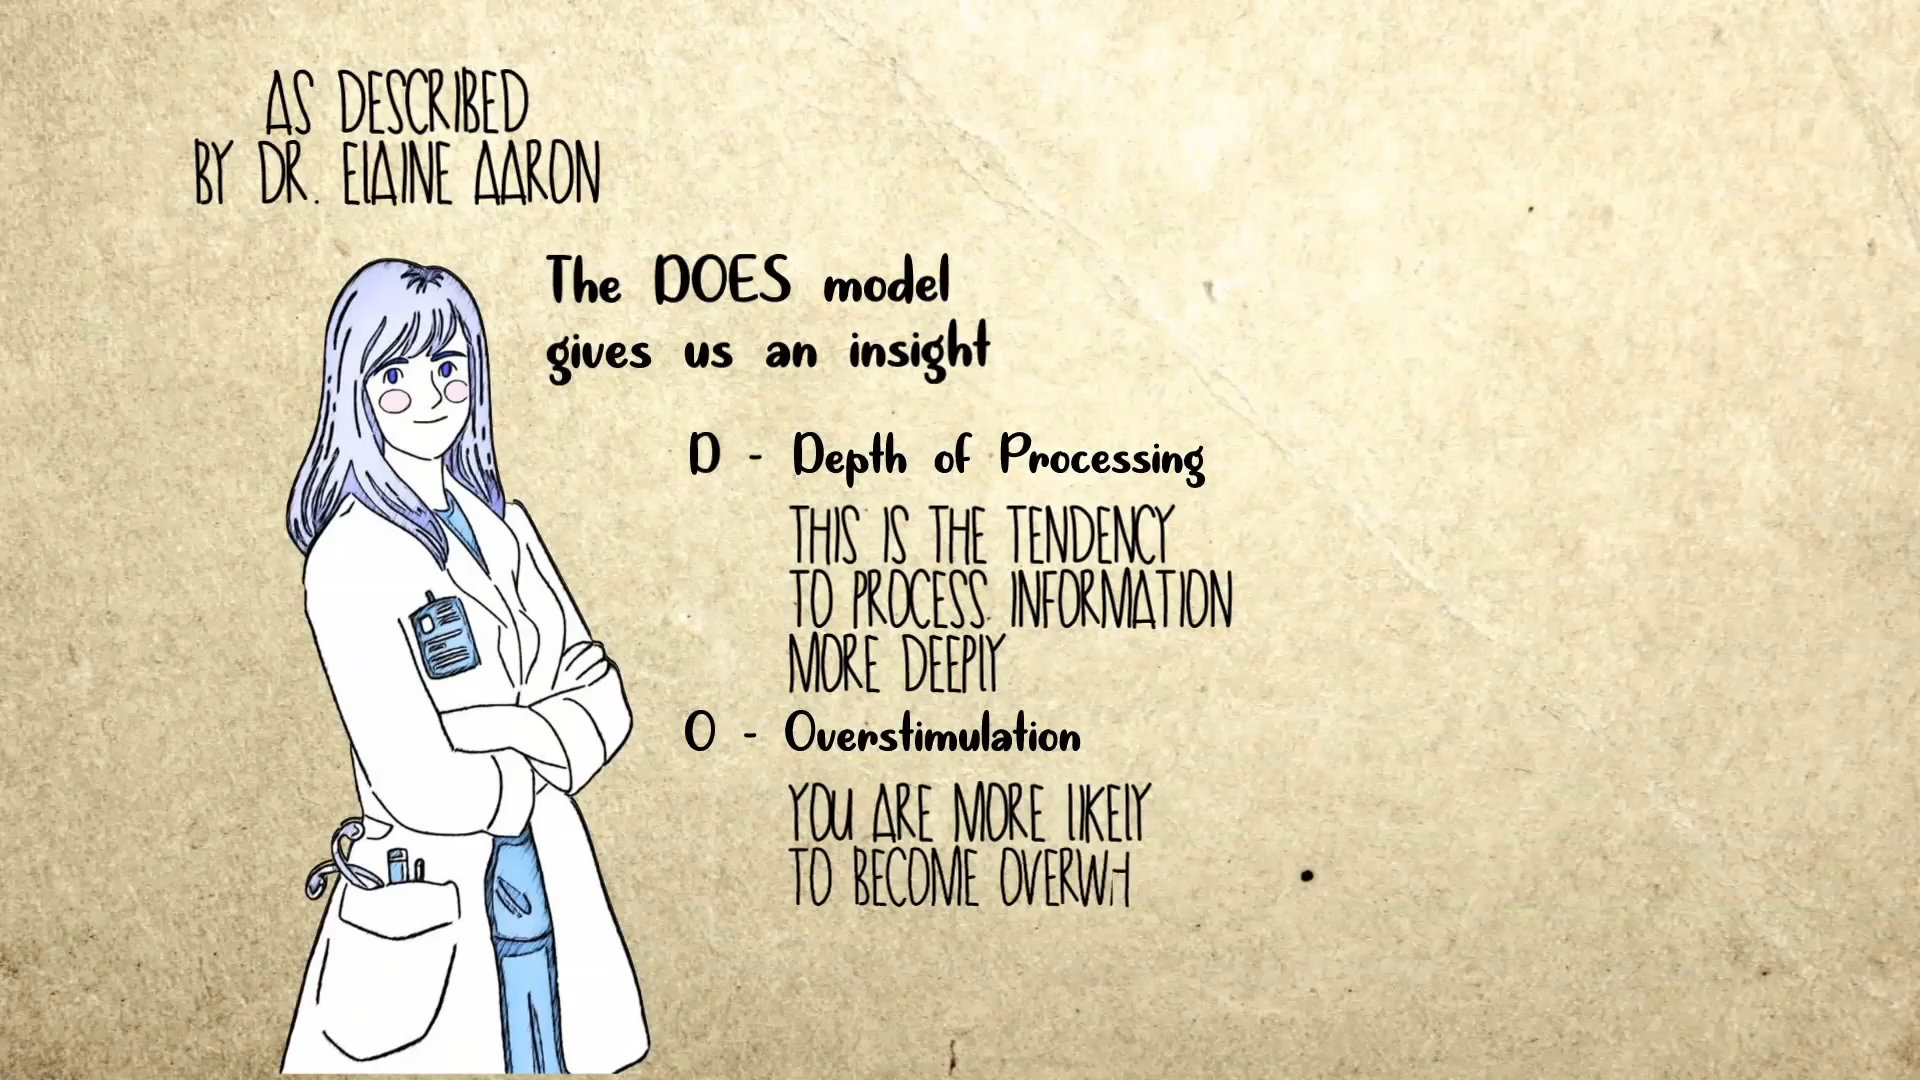 AS DESCRIBED
BY DR. ELAINE AARON
The DOES model
gives us an insight
D - Depth of Processing
THIS IS THE TENDENCY
TO PROCESS INFORMATION
MORE DEEPLY
O - Overstimulation
YOU ARE MORE LIKELY
TO BECOME OVERWH